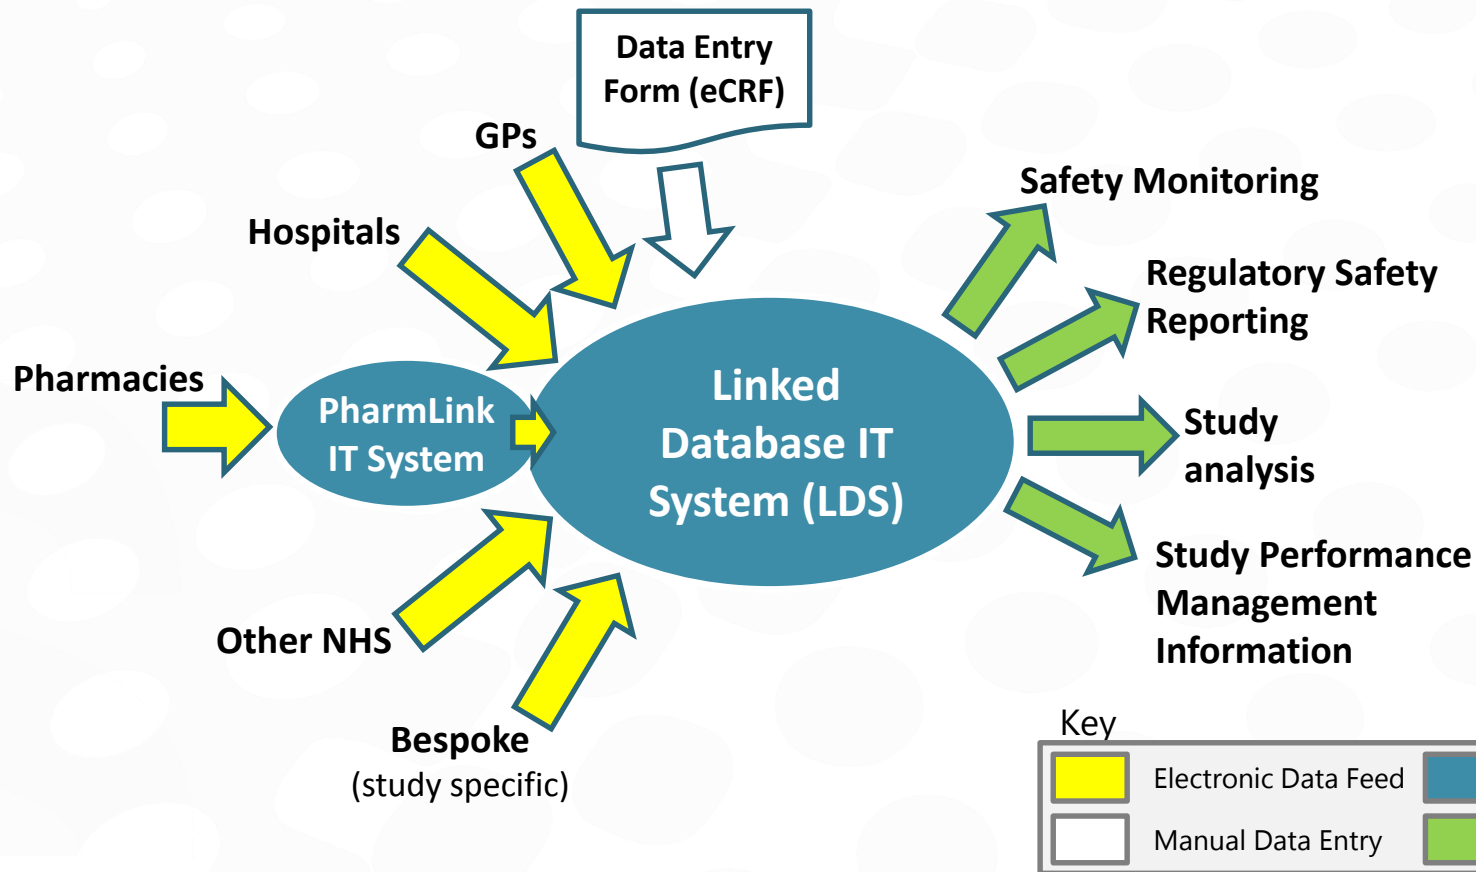 Data Entry
Form (eCRF)
GPs
Hospitals
Pharmacies
PharmLink
IT System
Other NHS
Bespoke
(study specific)
Linked
Database IT
System (LDS)
Safety Monitoring
Regulatory Safety
Reporting
Study
analysis
Study Performance
Management
Information
Key
Electronic Data Feed
Manual Data Entry